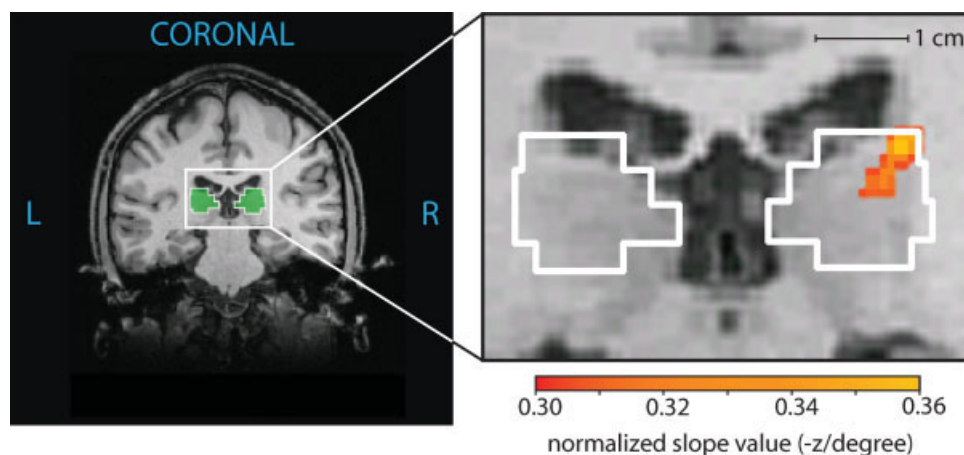 CORONAL
L
R
1 cm
0.30 0.32 0.34 0.36
normalized slope value (-z/degree)